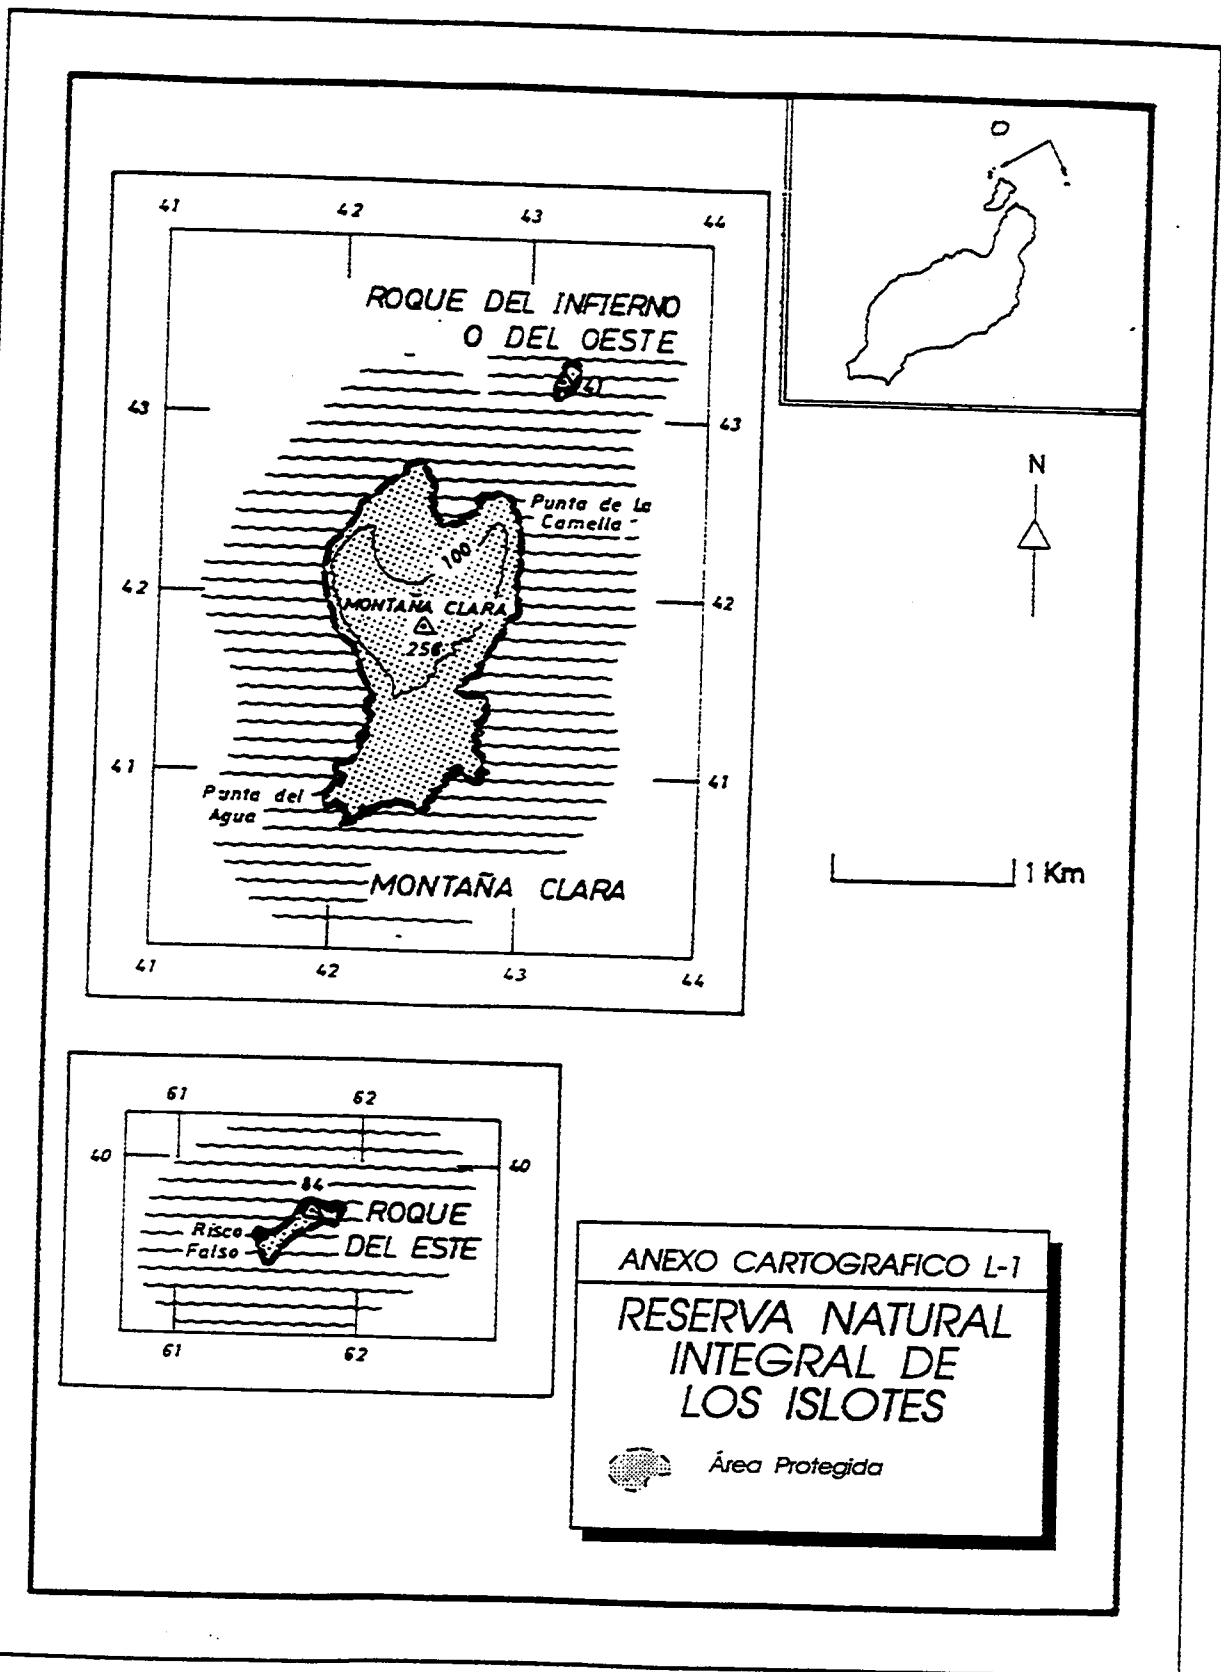 41 42 43 44
ROQUE DEL INFIERNO
O DEL OESTE
41
43 43
Punta de La
Camella
100
42 42
MONTAÑA CLARA
256
41 41
Punta del
Agua
MONTAÑA CLARA
41 42 43 44
N
1 Km
61 62
40 40
84
ROQUE
DEL ESTE
Risco
Falso
61 62
ANEXO CARTOGRAFICO L-1
RESERVA NATURAL
INTEGRAL DE
LOS ISLOTES
Área Protegida